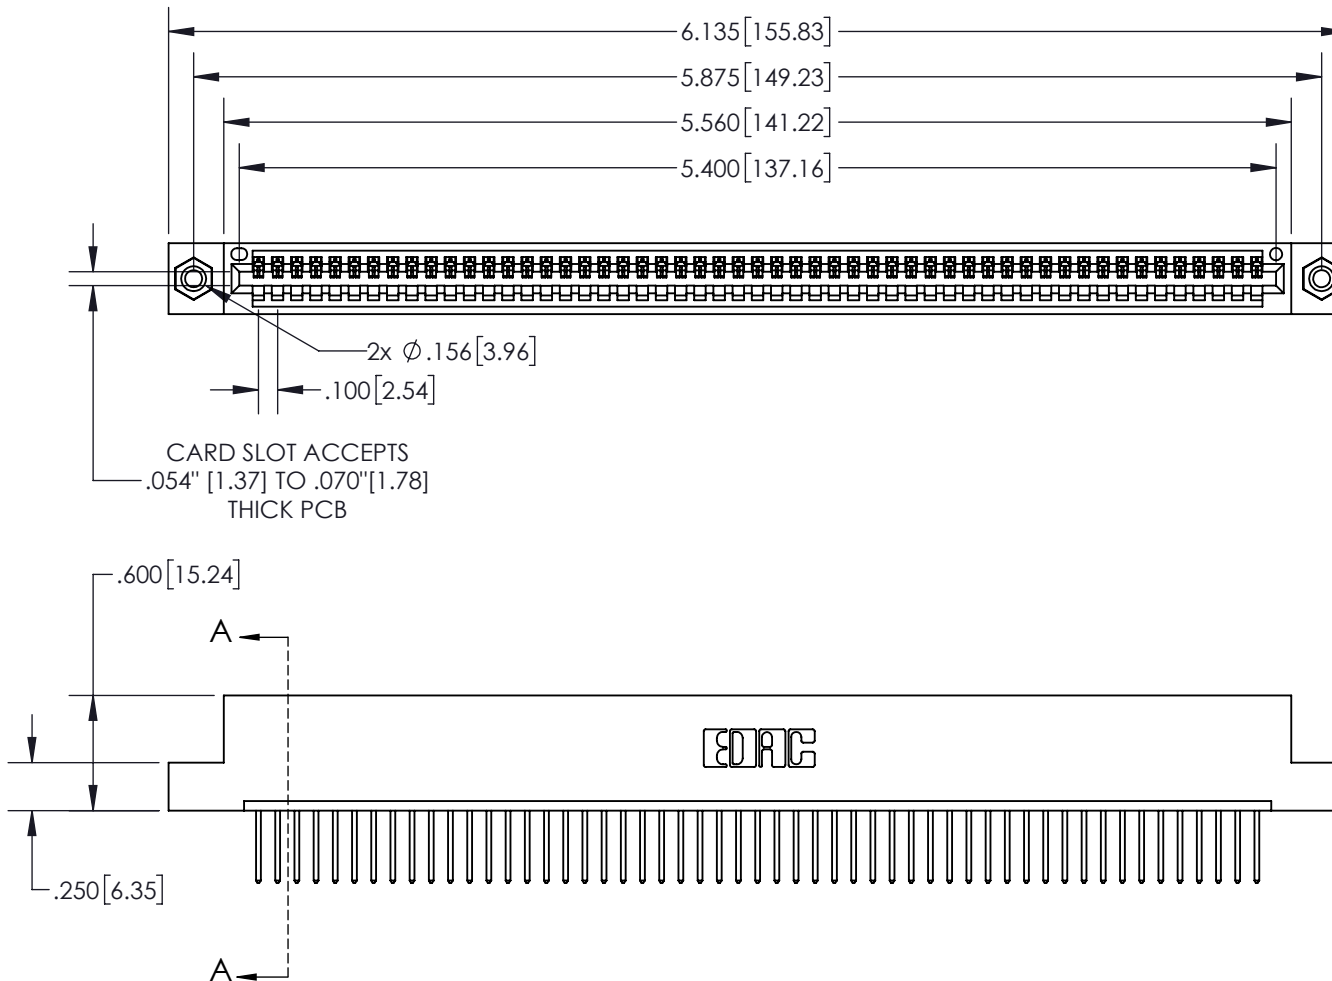 6.135[155.83]
5.875[149.23]
5.560[141.22]
5.400[137.16]
2x Ø.156[3.96]
.100[2.54]
CARD SLOT ACCEPTS
.054" [1.37] TO .070"[1.78]
THICK PCB
.600[15.24]
A
EDAC
.250[6.35]
A